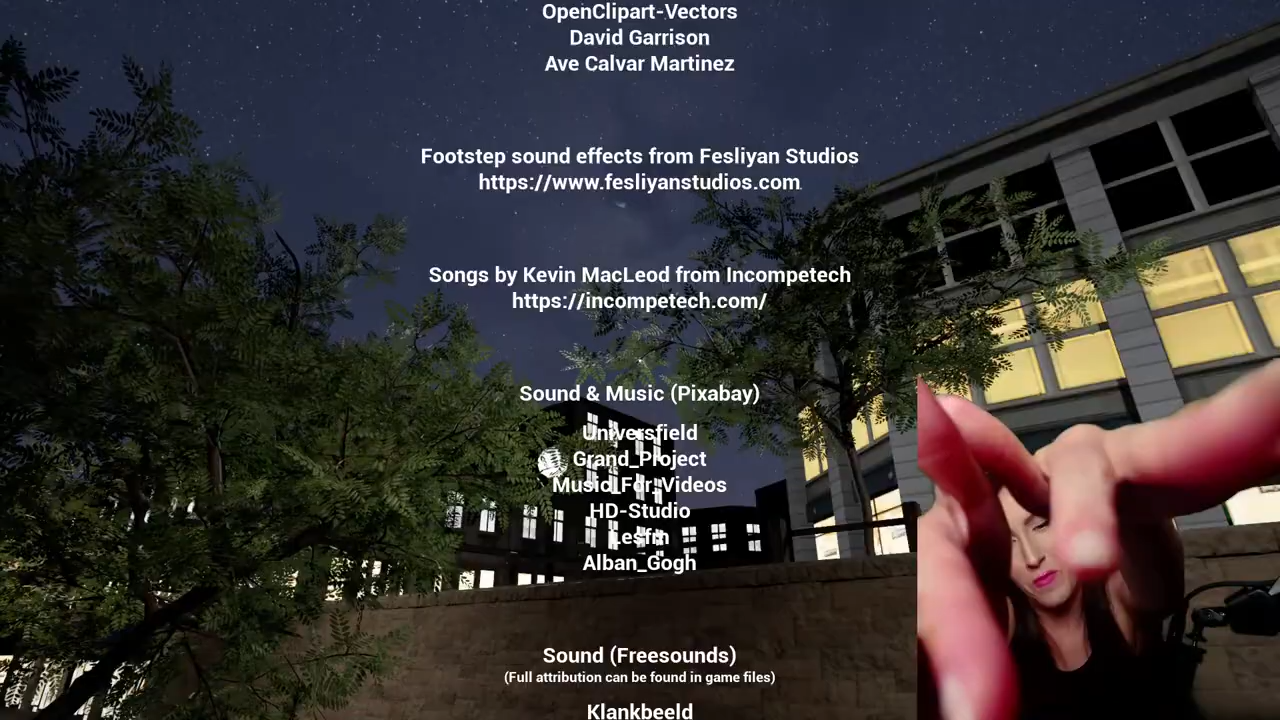 OpenClipart-Vectors
David Garrison
Ave Calvar Martinez
Footstep sound effects from Fesliyan Studios
https://www.fesliyanstudios.com
Songs by Kevin MacLeod from Incompetech
https://incompetech.com/
Sound & Music (Pixabay)
Universfield
Grand_Project
Music_For_Videos
HD-Studio
Lesfm
Alban_Gogh
Sound (Freesounds)
(Full attribution can be found in game files)
Klankbeeld